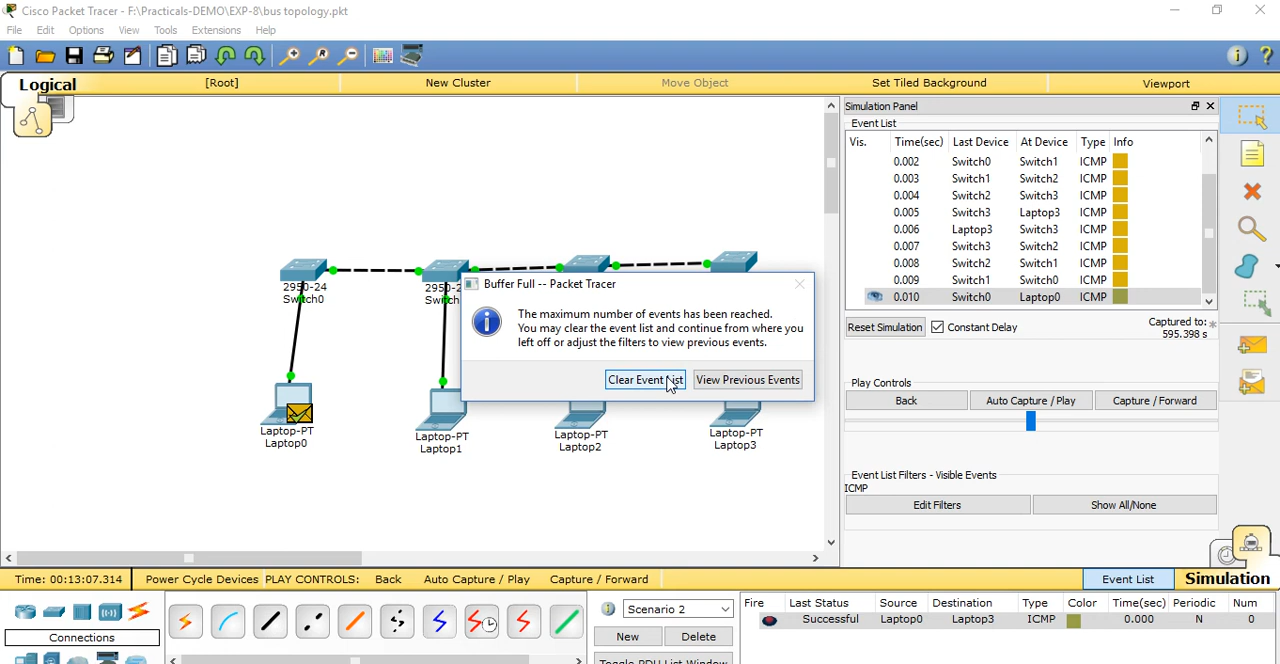 Cisco Packet Tracer - F:\Practicals-DEMO\EXP-8\bus topology.pkt
File Edit Options View Tools Extensions Help
Logical [Root] New Cluster Move Object Set Tiled Background Viewport
Simulation Panel
Event List
Vis. Time(sec) Last Device At Device Type Info
0.002 Switch0 Switch1 ICMP
0.003 Switch1 Switch2 ICMP
0.004 Switch2 Switch3 ICMP
0.005 Switch3 Laptop3 ICMP
0.006 Laptop3 Switch3 ICMP
0.007 Switch3 Switch2 ICMP
0.008 Switch2 Switch1 ICMP
0.009 Switch1 Switch0 ICMP
0.010 Switch0 Laptop0 ICMP
Reset Simulation Constant Delay Captured to: *
595.398 s
Play Controls
Back Auto Capture / Play Capture / Forward
Event List Filters - Visible Events
ICMP
Edit Filters Show All/None
2950-24
Switch0
2950-2
Switch
Buffer Full -- Packet Tracer
The minimum number of events has been reached.
You may clear the event list and continue from where you
left off or adjust the filters to view previous events.
Clear Event List View Previous Events
Laptop-PT
Laptop0
Laptop-PT
Laptop1
Laptop-PT
Laptop2
Laptop-PT
Laptop3
Time: 00:13:07.314 Power Cycle Devices PLAY CONTROLS: Back Auto Capture / Play Capture / Forward Event List Simulation
Connections
Scenario 2
New Delete
Toggle PDU List Window
Fire Last Status Source Destination Type Color Time(sec) Periodic Num
Successful Laptop0 Laptop3 ICMP 0.000 N 0